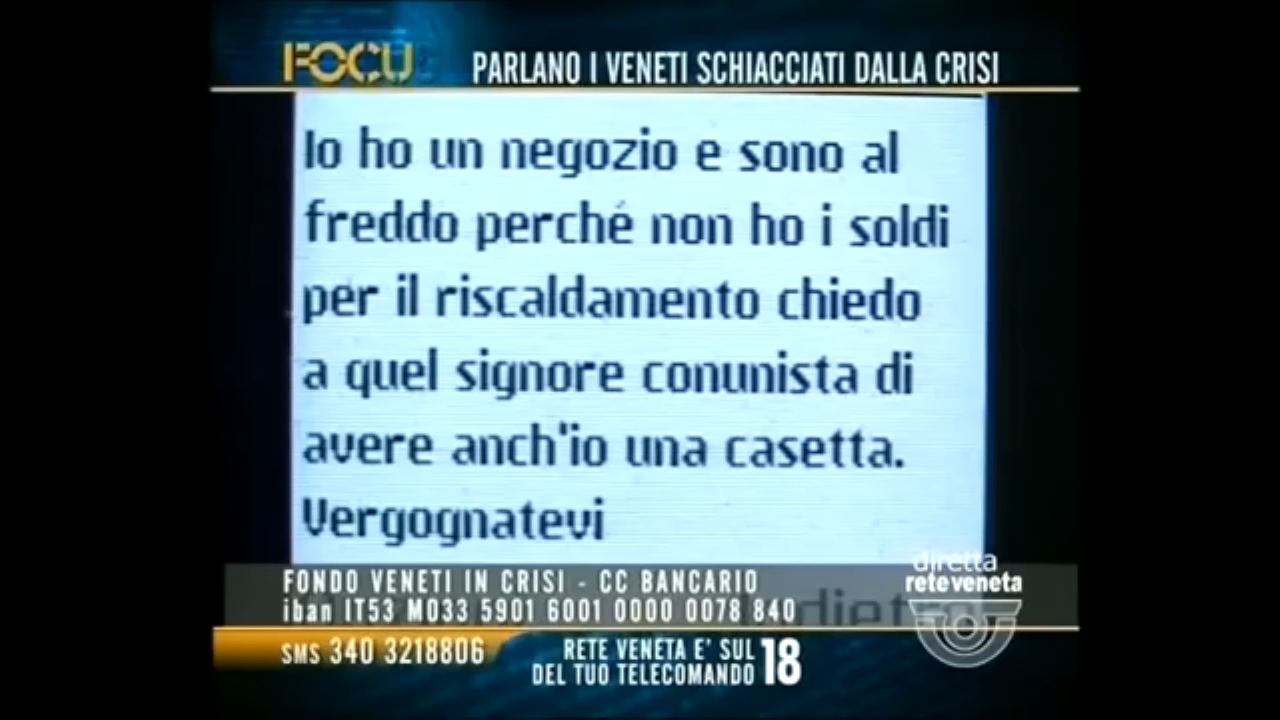 FOCU
PARLANO I VENETI SCHIACCIATI DALLA CRISI
Io ho un negozio e sono al
freddo perché non ho i soldi
per il riscaldamento chiedo
a quel signore conunista di
avere anch'io una casetta.
Vergognatevi
diretta
reteveneta
FONDO VENETI IN CRISI - CC BANCARIO
iban IT53 M033 5901 6001 0000 0078 840
SMS 340 3218806
RETE VENETA E' SUL
DEL TUO TELECOMANDO 18